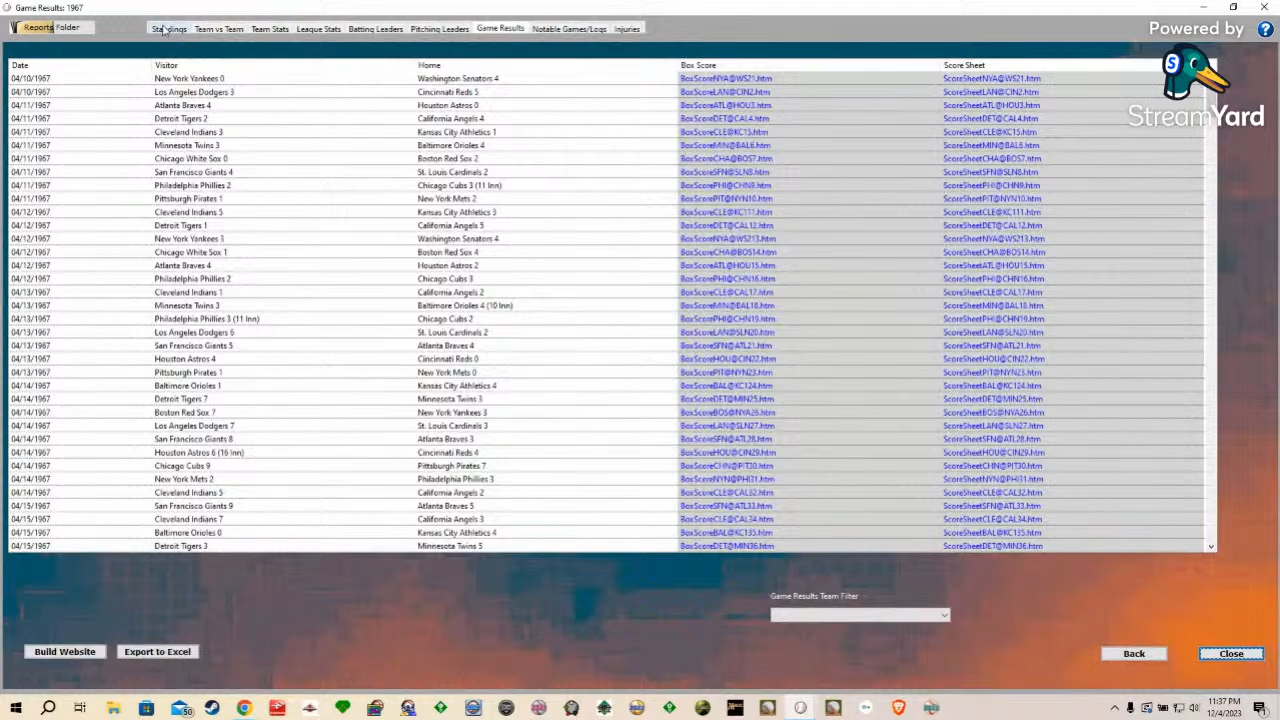 Game Results: 1967
Reports Folder Standings Team vs Team Team Stats League Stats Batting Leaders Pitching Leaders Game Results Notable Games/Logs Injuries
Powered by
StreamYard
Date Visitor Home Box Score Score Sheet
04/10/1967 New York Yankees 0 Washington Senators 4 BoxScoreNYA@WS21.htm ScoreSheetNYA@WS21.htm
04/10/1967 Los Angeles Dodgers 3 Cincinnati Reds 5 BoxScoreLAN@CIN2.htm ScoreSheetLAN@CIN2.htm
04/11/1967 Atlanta Braves 4 Houston Astros 0 BoxScoreATL@HOU3.htm ScoreSheetATL@HOU3.htm
04/11/1967 Detroit Tigers 2 California Angels 4 BoxScoreDET@CAL4.htm ScoreSheetDET@CAL4.htm
04/11/1967 Cleveland Indians 3 Kansas City Athletics 1 BoxScoreCLE@KC15.htm ScoreSheetCLE@KC15.htm
04/11/1967 Minnesota Twins 3 Baltimore Orioles 4 BoxScoreMIN@BAL6.htm ScoreSheetMIN@BAL6.htm
04/11/1967 Chicago White Sox 0 Boston Red Sox 2 BoxScoreCHA@BOS7.htm ScoreSheetCHA@BOS7.htm
04/11/1967 San Francisco Giants 4 St. Louis Cardinals 2 BoxScoreSFN@SLN8.htm ScoreSheetSFN@SLN8.htm
04/11/1967 Philadelphia Phillies 2 Chicago Cubs 3 (11 Inn) BoxScorePHI@CHN9.htm ScoreSheetPHI@CHN9.htm
04/11/1967 Pittsburgh Pirates 1 New York Mets 2 BoxScorePIT@NYN10.htm ScoreSheetPIT@NYN10.htm
04/12/1967 Cleveland Indians 5 Kansas City Athletics 3 BoxScoreCLE@KC111.htm ScoreSheetCLE@KC111.htm
04/12/1967 Detroit Tigers 1 California Angels 5 BoxScoreDET@CAL12.htm ScoreSheetDET@CAL12.htm
04/12/1967 New York Yankees 3 Washington Senators 4 BoxScoreNYA@WS213.htm ScoreSheetNYA@WS213.htm
04/12/1967 Chicago White Sox 1 Boston Red Sox 4 BoxScoreCHA@BOS14.htm ScoreSheetCHA@BOS14.htm
04/12/1967 Atlanta Braves 4 Houston Astros 2 BoxScoreATL@HOU15.htm ScoreSheetATL@HOU15.htm
04/12/1967 Philadelphia Phillies 2 Chicago Cubs 3 BoxScorePHI@CHN16.htm ScoreSheetPHI@CHN16.htm
04/13/1967 Cleveland Indians 1 California Angels 2 BoxScoreCLE@CAL17.htm ScoreSheetCLE@CAL17.htm
04/13/1967 Minnesota Twins 3 Baltimore Orioles 4 (10 Inn) BoxScoreMIN@BAL18.htm ScoreSheetMIN@BAL18.htm
04/13/1967 Philadelphia Phillies 3 (11 Inn) Chicago Cubs 2 BoxScorePHI@CHN19.htm ScoreSheetPHI@CHN19.htm
04/13/1967 Los Angeles Dodgers 6 St. Louis Cardinals 2 BoxScoreLAN@SLN20.htm ScoreSheetLAN@SLN20.htm
04/13/1967 San Francisco Giants 5 Atlanta Braves 4 BoxScoreSFN@ATL21.htm ScoreSheetSFN@ATL21.htm
04/13/1967 Houston Astros 4 Cincinnati Reds 0 BoxScoreHOU@CIN22.htm ScoreSheetHOU@CIN22.htm
04/13/1967 Pittsburgh Pirates 1 New York Mets 0 BoxScorePIT@NYN23.htm ScoreSheetPIT@NYN23.htm
04/14/1967 Baltimore Orioles 1 Kansas City Athletics 4 BoxScoreBAL@KC124.htm ScoreSheetBAL@KC124.htm
04/14/1967 Detroit Tigers 7 Minnesota Twins 3 BoxScoreDET@MIN25.htm ScoreSheetDET@MIN25.htm
04/14/1967 Boston Red Sox 7 New York Yankees 3 BoxScoreBOS@NYA26.htm ScoreSheetBOS@NYA26.htm
04/14/1967 Los Angeles Dodgers 7 St. Louis Cardinals 3 BoxScoreLAN@SLN27.htm ScoreSheetLAN@SLN27.htm
04/14/1967 San Francisco Giants 8 Atlanta Braves 3 BoxScoreSFN@ATL28.htm ScoreSheetSFN@ATL28.htm
04/14/1967 Houston Astros 6 (16 Inn) Cincinnati Reds 4 BoxScoreHOU@CIN29.htm ScoreSheetHOU@CIN29.htm
04/14/1967 Chicago Cubs 9 Pittsburgh Pirates 7 BoxScoreCHN@PIT30.htm ScoreSheetCHN@PIT30.htm
04/14/1967 New York Mets 2 Philadelphia Phillies 3 BoxScoreNYN@PHI31.htm ScoreSheetNYN@PHI31.htm
04/14/1967 Cleveland Indians 5 California Angels 2 BoxScoreCLE@CAL32.htm ScoreSheetCLE@CAL32.htm
04/15/1967 San Francisco Giants 9 Atlanta Braves 5 BoxScoreSFN@ATL33.htm ScoreSheetSFN@ATL33.htm
04/15/1967 Cleveland Indians 7 California Angels 3 BoxScoreCLE@CAL34.htm ScoreSheetCLE@CAL34.htm
04/15/1967 Baltimore Orioles 0 Kansas City Athletics 4 BoxScoreBAL@KC135.htm ScoreSheetBAL@KC135.htm
04/15/1967 Detroit Tigers 3 Minnesota Twins 5 BoxScoreDET@MIN36.htm ScoreSheetDET@MIN36.htm
Game Results Team Filter
Build Website Export to Excel Back Close
50
11:37 PM
12/4/2023